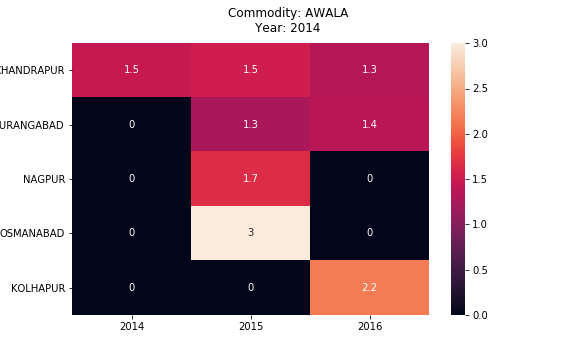 Commodity: AWALA
Year: 2014
HANDRAPUR 1.5 1.5 1.3
URANGABAD 0 1.3 1.4
NAGPUR 0 1.7 0
OSMANABAD 0 3 0
KOLHAPUR 0 0 2.2
2014 2015 2016
3.0
2.5
2.0
1.5
1.0
0.5
0.0